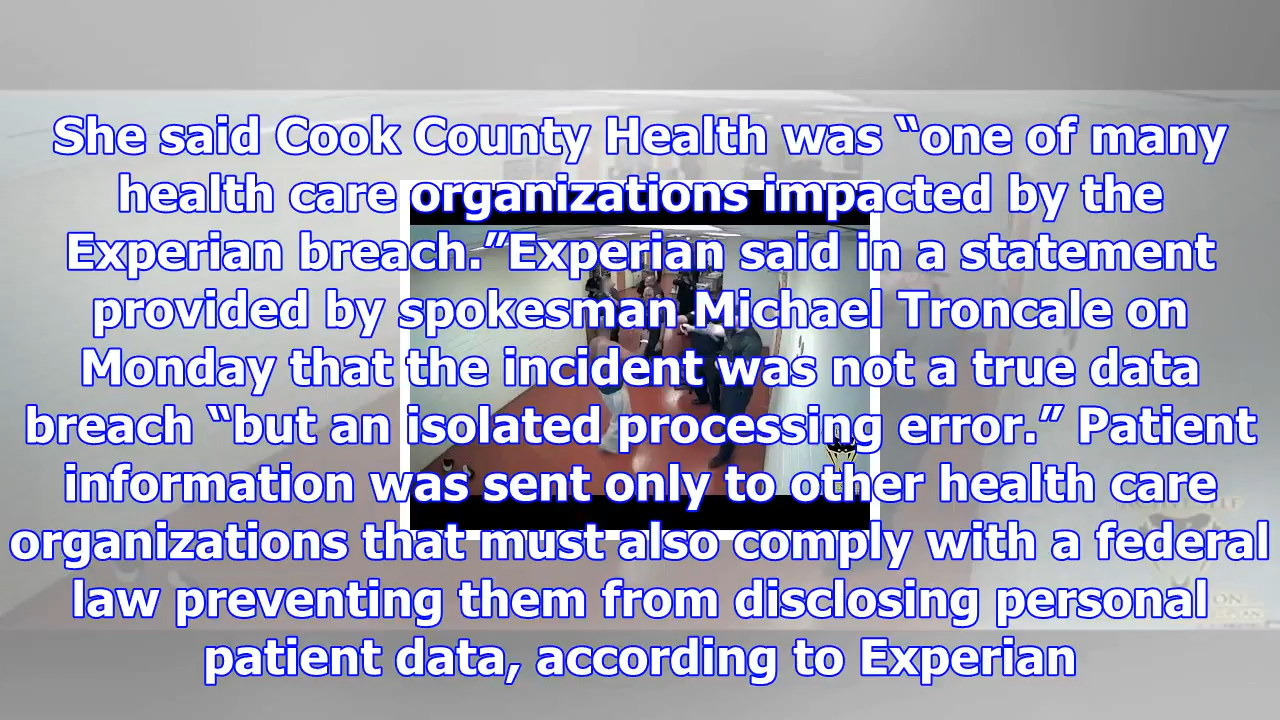 She said Cook County Health was “one of many
health care organizations impacted by the
Experian breach.”Experian said in a statement
provided by spokesman Michael Troncale on
Monday that the incident was not a true data
breach “but an isolated processing error.” Patient
information was sent only to other health care
organizations that must also comply with a federal
law preventing them from disclosing personal
patient data, according to Experian